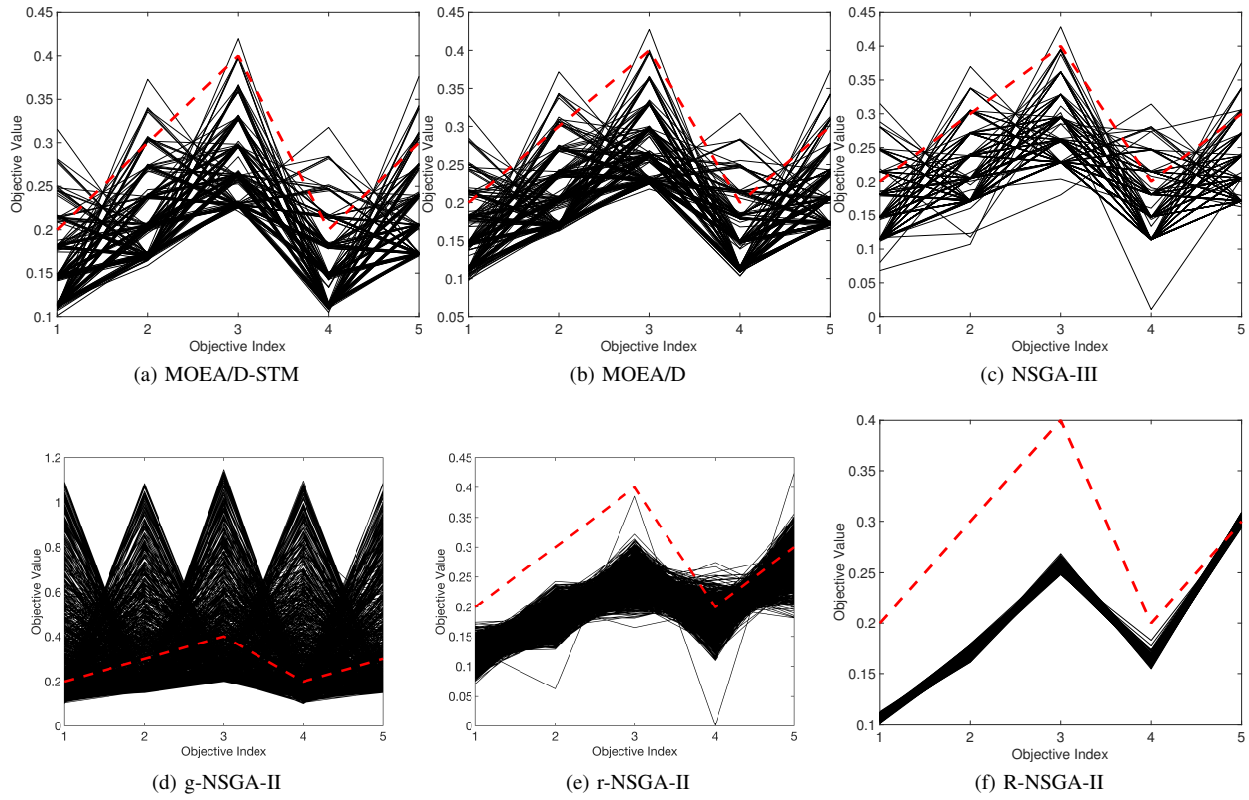 0.45
0.4
0.35
0.3
0.25
0.2
0.15
0.1
Objective Value
1 2 3 4 5
Objective Index
(a) MOEA/D-STM
0.45
0.4
0.35
0.3
0.25
0.2
0.15
0.1
0.05
Objective Value
1 2 3 4 5
Objective Index
(b) MOEA/D
0.45
0.4
0.35
0.3
0.25
0.2
0.15
0.1
0.05
0
Objective Value
1 2 3 4 5
Objective Index
(c) NSGA-III
1.2
1
0.8
0.6
0.4
0.2
0
Objective Value
1 2 3 4 5
Objective Index
(d) g-NSGA-II
0.45
0.4
0.35
0.3
0.25
0.2
0.15
0.1
0.05
0
Objective Value
1 2 3 4 5
Objective Index
(e) r-NSGA-II
0.4
0.35
0.3
0.25
0.2
0.15
0.1
Objective Value
1 2 3 4 5
Objective Index
(f) R-NSGA-II